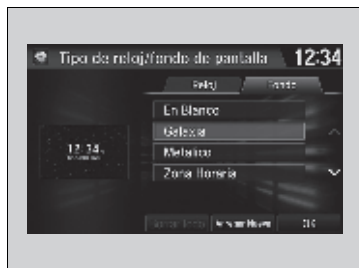 Tipo de reloj/fondo de pantalla 12:34
Reloj Fondo
En Blanco
Galaxia
Metalico
12:34
Zona Horaria
OK